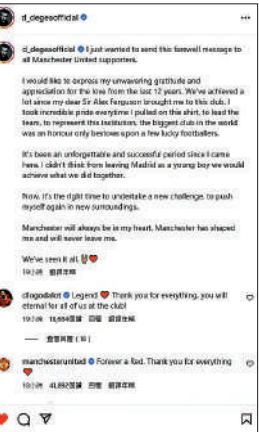 d_degeaofficial
d_degeaofficial I just wanted to send this farewell message to
all Manchester United supporters.
I would like to express my unwavering gratitude and
appreciation for the love from the last 12 years. We've achieved a
lot since my dear Sir Alex Ferguson brought me to this club. I
took incredible pride everytime I pulled on this shirt, to lead the
team, to represent this institution, the biggest club in the world
was an honour only bestows upon a few lucky footballers.
It's been an unforgettable and successful period since I came
here. I didn't think from leaving Madrid as a young boy we would
achieve what we did together.
Now, it's the right time to undertake a new challenge, to push
myself again in new surroundings.
Manchester will always be in my heart, Manchester has shaped
me and will never leave me.
We've seen it all.
diogodalot Legend ❤️ Thank you for everything, you will
eternal for all of us at the club!
回覆
manchesterunited Forever a Red. Thank you for everything
❤️
回覆